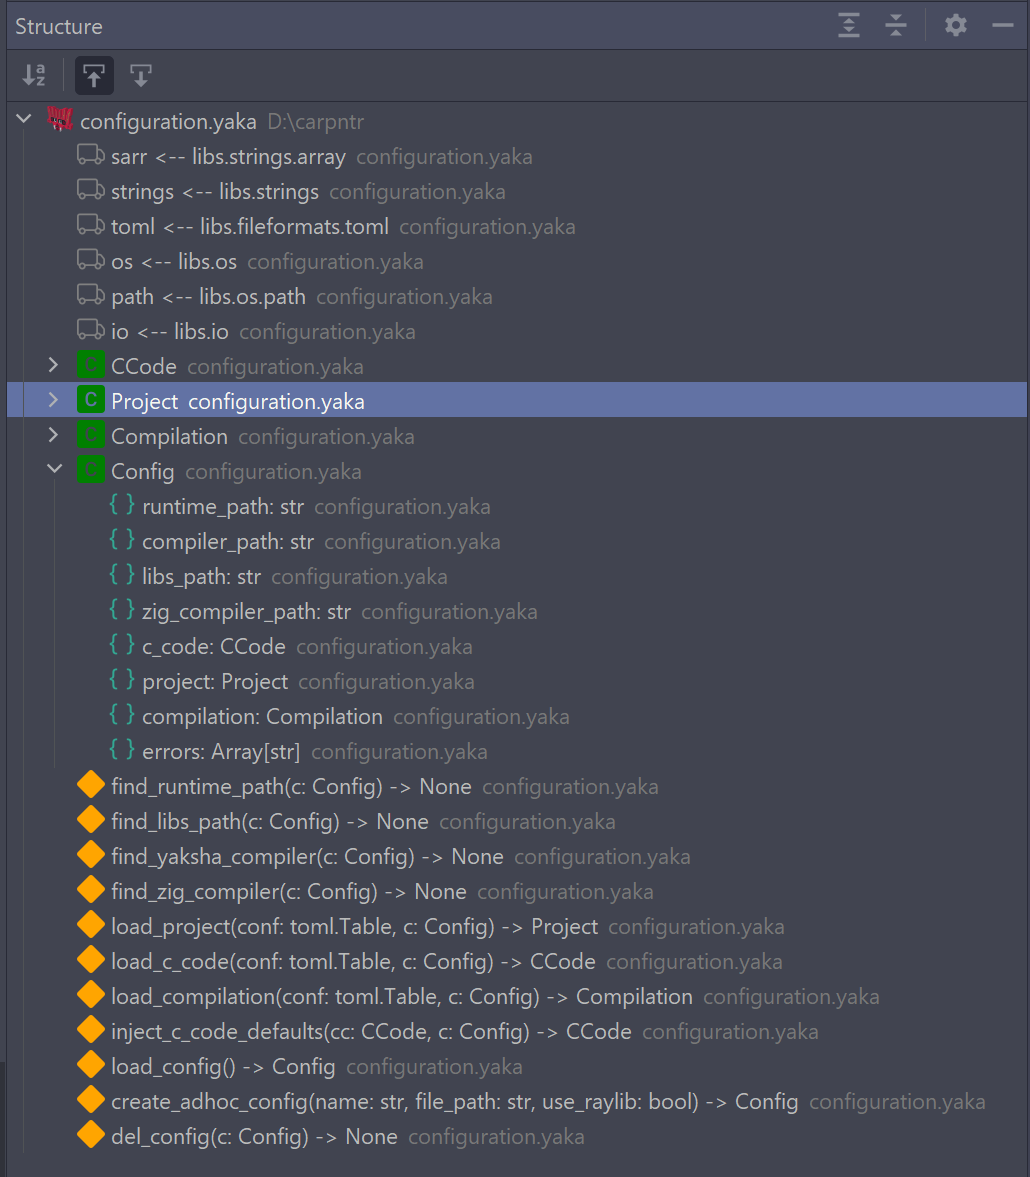 Structure
configuration.yaka D:\carpntr
sarr <-- libs.strings.array configuration.yaka
strings <-- libs.strings configuration.yaka
toml <-- libs.fileformats.toml configuration.yaka
os <-- libs.os configuration.yaka
path <-- libs.os.path configuration.yaka
io <-- libs.io configuration.yaka
C CCode configuration.yaka
C Project configuration.yaka
C Compilation configuration.yaka
C Config configuration.yaka
{ } runtime_path: str configuration.yaka
{ } compiler_path: str configuration.yaka
{ } libs_path: str configuration.yaka
{ } zig_compiler_path: str configuration.yaka
{ } c_code: CCode configuration.yaka
{ } project: Project configuration.yaka
{ } compilation: Compilation configuration.yaka
{ } errors: Array[str] configuration.yaka
find_runtime_path(c: Config) -> None configuration.yaka
find_libs_path(c: Config) -> None configuration.yaka
find_yaksha_compiler(c: Config) -> None configuration.yaka
find_zig_compiler(c: Config) -> None configuration.yaka
load_project(conf: toml.Table, c: Config) -> Project configuration.yaka
load_c_code(conf: toml.Table, c: Config) -> CCode configuration.yaka
load_compilation(conf: toml.Table, c: Config) -> Compilation configuration.yaka
inject_c_code_defaults(cc: CCode, c: Config) -> CCode configuration.yaka
load_config() -> Config configuration.yaka
create_adhoc_config(name: str, file_path: str, use_raylib: bool) -> Config configuration.yaka
del_config(c: Config) -> None configuration.yaka